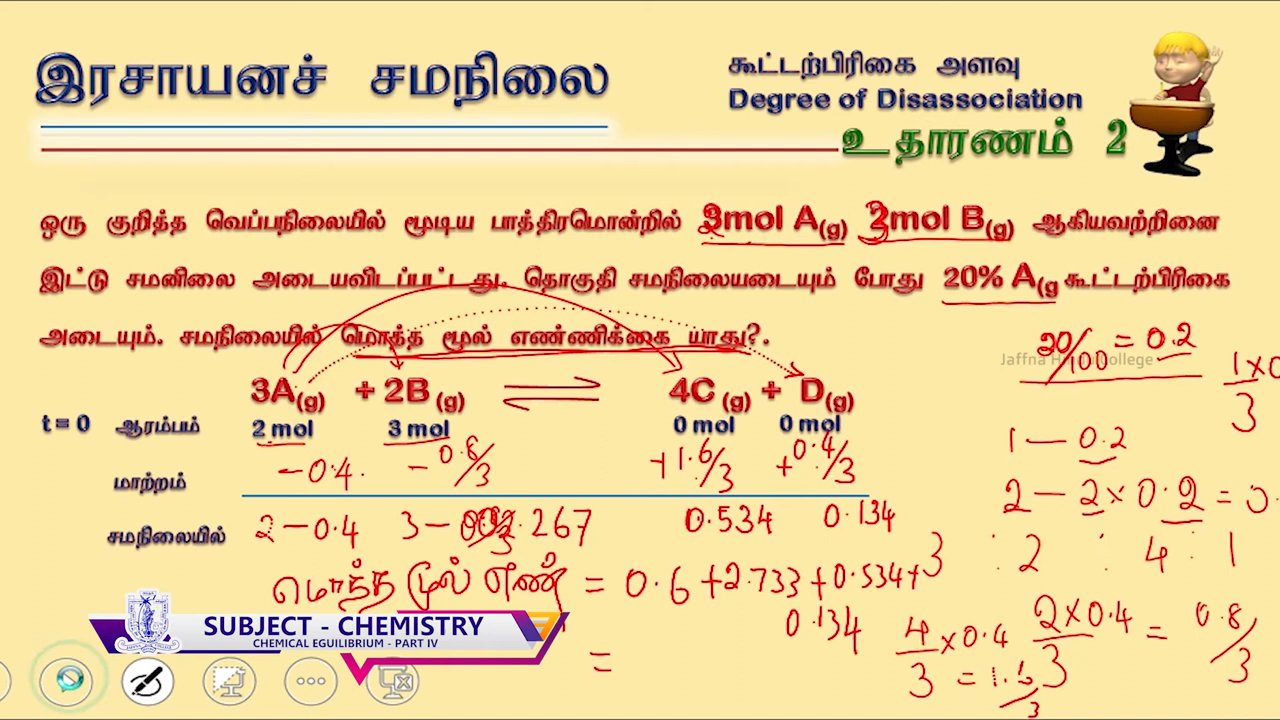 இரசாயனச் சமநிலை
கூட்டற்பிரிகை அளவு
Degree of Disassociation
உதாரணம் 2
ஒரு குறித்த வெப்பநிலையில் மூடிய பாத்திரமொன்றில் mol A(g) mol B(g) ஆகியவற்றினை
இட்டு சமனிலை அடையவிடப்பட்டது. தொகுதி சமநிலையடையும் போது 20% A(g கூட்டற்பிரிகை
அடையும். சமநிலையில் மொத்த மூல் எண்ணிக்கை யாது?.
20/100 = 0.2
Jaffna Hindu College
3A(g) + 2B(g) ⇌ 4C(g) + D(g)
t = 0 ஆரம்பம் 2 mol 3 mol 0 mol 0 mol
1 — 0.2
மாற்றம் -0.4 -0.8/3 +1.6/3 +0.4/3
2 - 2×0.2 = 0.
சமநிலையில் 2-0.4 3- 267 0.534 0.134
3 : 2 : 4 : 1
மொத்த மூல் எண் = 0.6+2.733+0.534+
0.134
4/3 ×0.4
= 1.6/3
2×0.4/3 = 0.8/3
=
SUBJECT - CHEMISTRY
CHEMICAL EGUILIBRIUM - PART IV